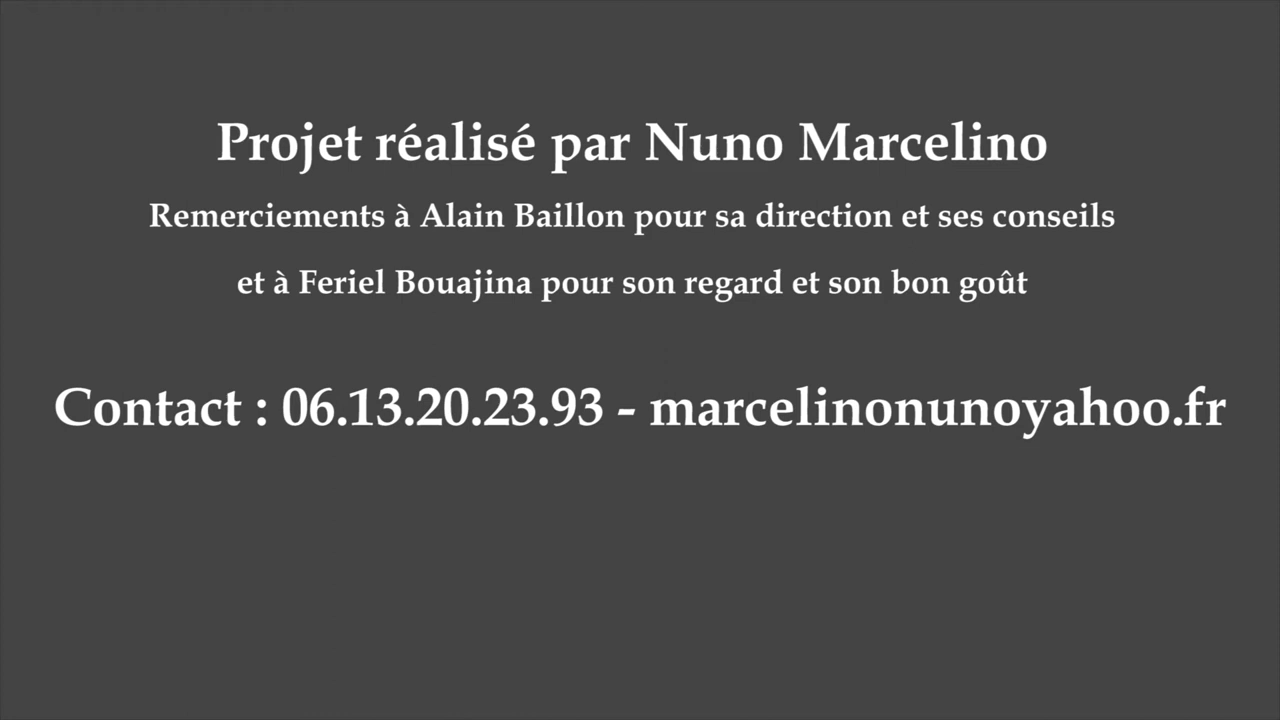 Projet réalisé par Nuno Marcelino
Remerciements à Alain Baillon pour sa direction et ses conseils
et à Feriel Bouajina pour son regard et son bon goût
Contact : 06.13.20.23.93 - marcelinonunoyahoo.fr